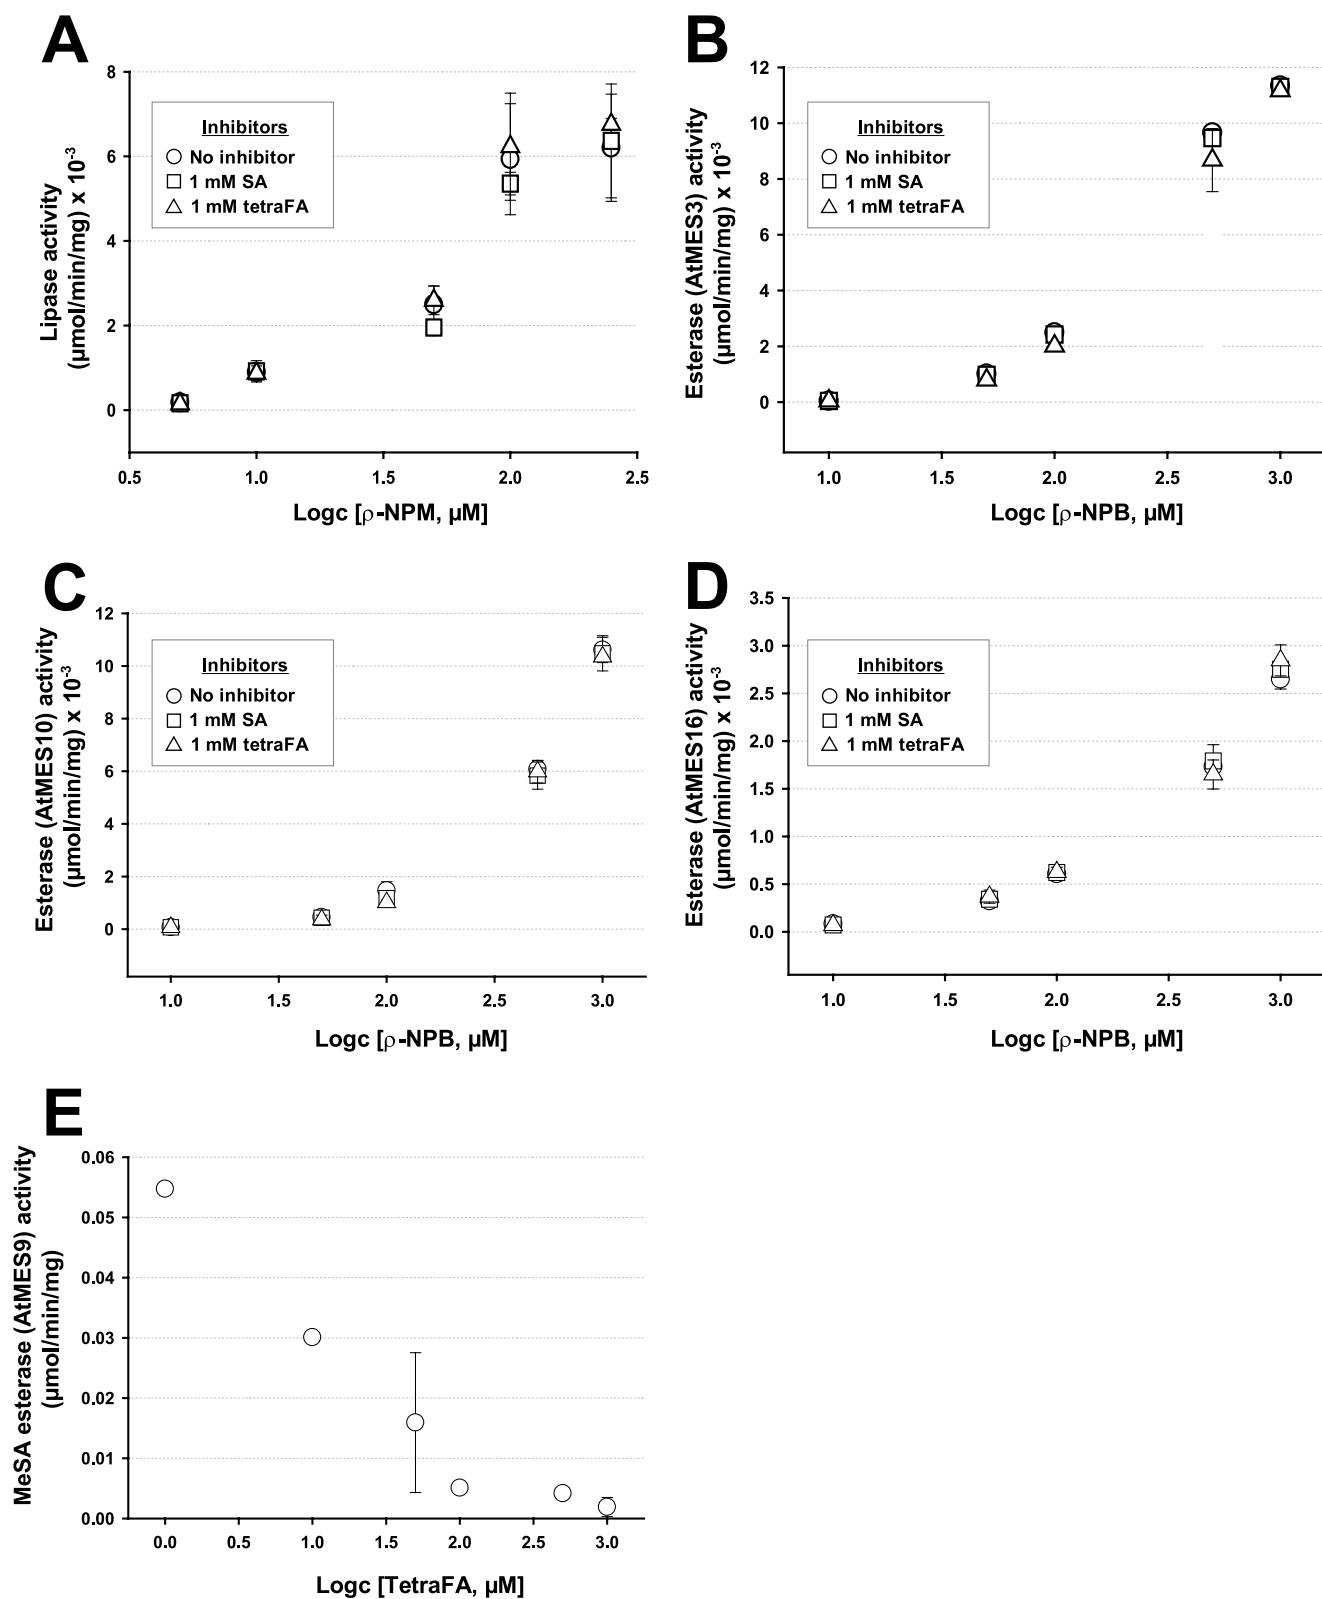 A
Lipase activity
(µmol/min/mg) x 10-3
8
6
4
2
0
Inhibitors
No inhibitor
1 mM SA
1 mM tetraFA
0.5
1.0
1.5
2.0
2.5
Logc [ρ-NPM, µM]
B
Esterase (AtMES3) activity
(µmol/min/mg) x 10-3
12
10
8
6
4
2
0
Inhibitors
No inhibitor
1 mM SA
1 mM tetraFA
1.0
1.5
2.0
2.5
3.0
Logc [ρ-NPB, µM]
C
Esterase (AtMES10) activity
(µmol/min/mg) x 10-3
12
10
8
6
4
2
0
Inhibitors
No inhibitor
1 mM SA
1 mM tetraFA
1.0
1.5
2.0
2.5
3.0
Logc [ρ-NPB, µM]
D
Esterase (AtMES16) activity
(µmol/min/mg) x 10-3
3.5
3.0
2.5
2.0
1.5
1.0
0.5
0.0
Inhibitors
No inhibitor
1 mM SA
1 mM tetraFA
1.0
1.5
2.0
2.5
3.0
Logc [ρ-NPB, µM]
E
MeSA esterase (AtMES9) activity
(µmol/min/mg)
0.06
0.05
0.04
0.03
0.02
0.01
0.00
0.0
0.5
1.0
1.5
2.0
2.5
3.0
Logc [TetraFA, µM]